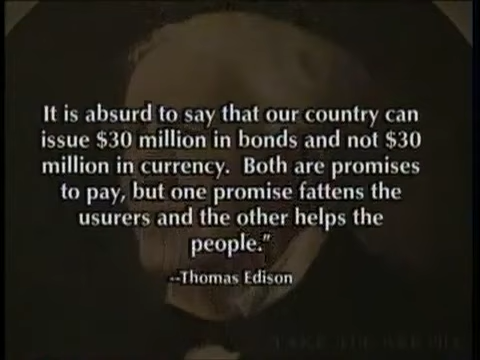 It is absurd to say that our country can
issue $30 million in bonds and not $30
million in currency.  Both are promises
to pay, but one promise fattens the
usurers and the other helps the
people."
--Thomas Edison